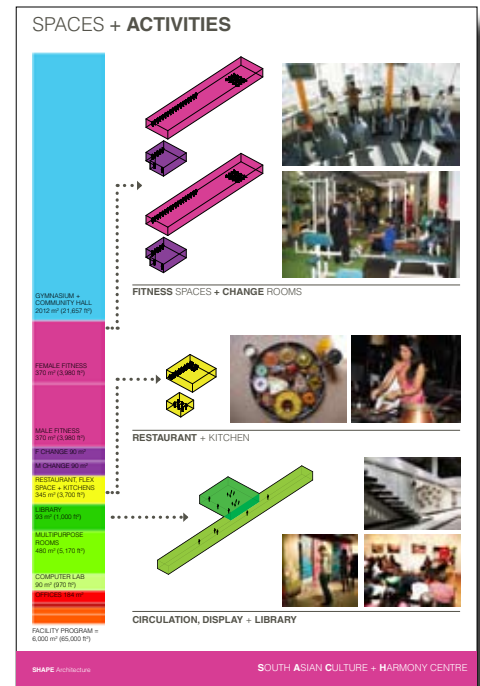 SPACES + ACTIVITIES
GYMNASIUM +
COMMUNITY HALL
2012 m² (21,657 ft²)
FEMALE FITNESS
370 m² (3,980 ft²)
MALE FITNESS
370 m² (3,980 ft²)
F CHANGE 90 m²
M CHANGE 90 m²
RESTAURANT, FLEX
SPACE + KITCHENS
345 m² (3,700 ft²)
LIBRARY
93 m² (1,000 ft²)
MULTIPURPOSE
ROOMS
480 m² (5,170 ft²)
COMPUTER LAB
90 m² (970 ft²)
OFFICES 184 m²
FACILITY PROGRAM =
6,000 m² (65,000 ft²)
FITNESS SPACES + CHANGE ROOMS
RESTAURANT + KITCHEN
CIRCULATION, DISPLAY + LIBRARY
SHAPE Architecture
SOUTH ASIAN CULTURE + HARMONY CENTRE